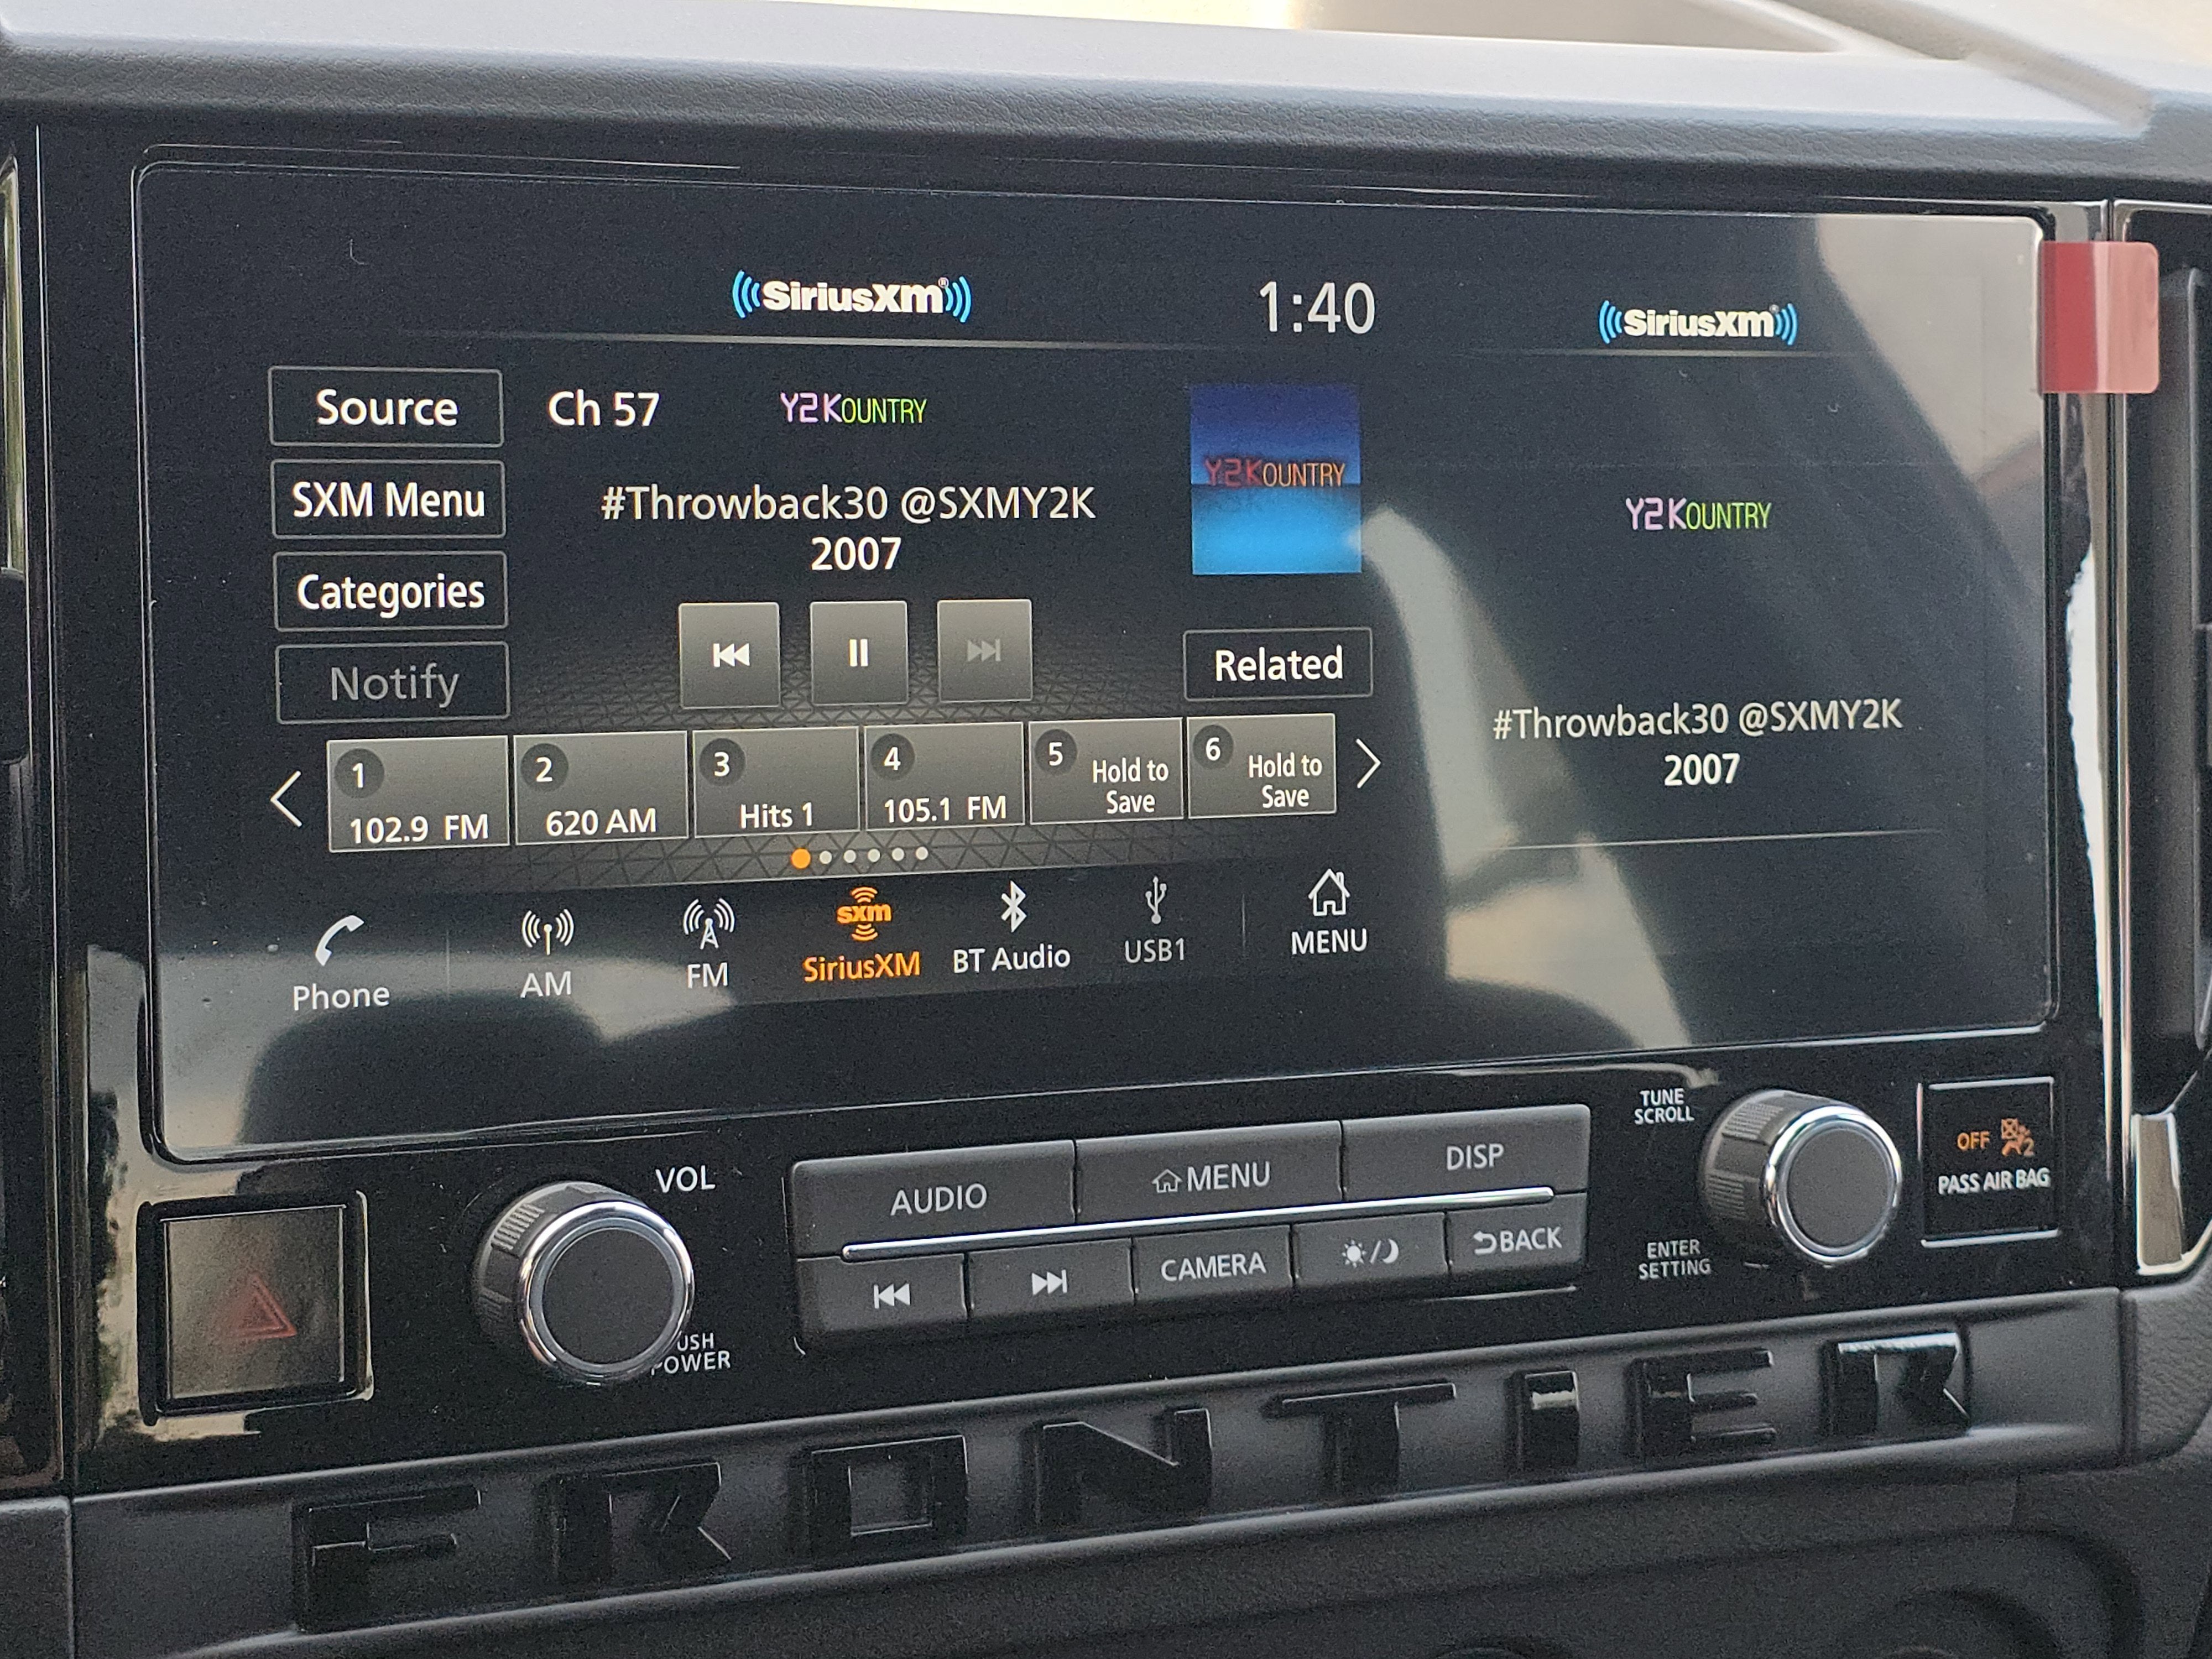 SiriusXM
1:40
SiriusXM
Source
Ch 57
Y2KOUNTRY
Y2KOUNTRY
SXM Menu
#Throwback30 @SXMY2K
2007
Y2KOUNTRY
Categories
Notify
Related
#Throwback30 @SXMY2K
2007
1
102.9 FM
2
620 AM
3
Hits 1
4
105.1 FM
5
Hold to
Save
6
Hold to
Save
Phone
AM
FM
sxm
SiriusXM
BT Audio
USB1
MENU
VOL
USH
OWER
AUDIO
MENU
DISP
CAMERA
BACK
TUNE
SCROLL
ENTER
SETTING
OFF
2
PASS AIR BAG
FRONTIER